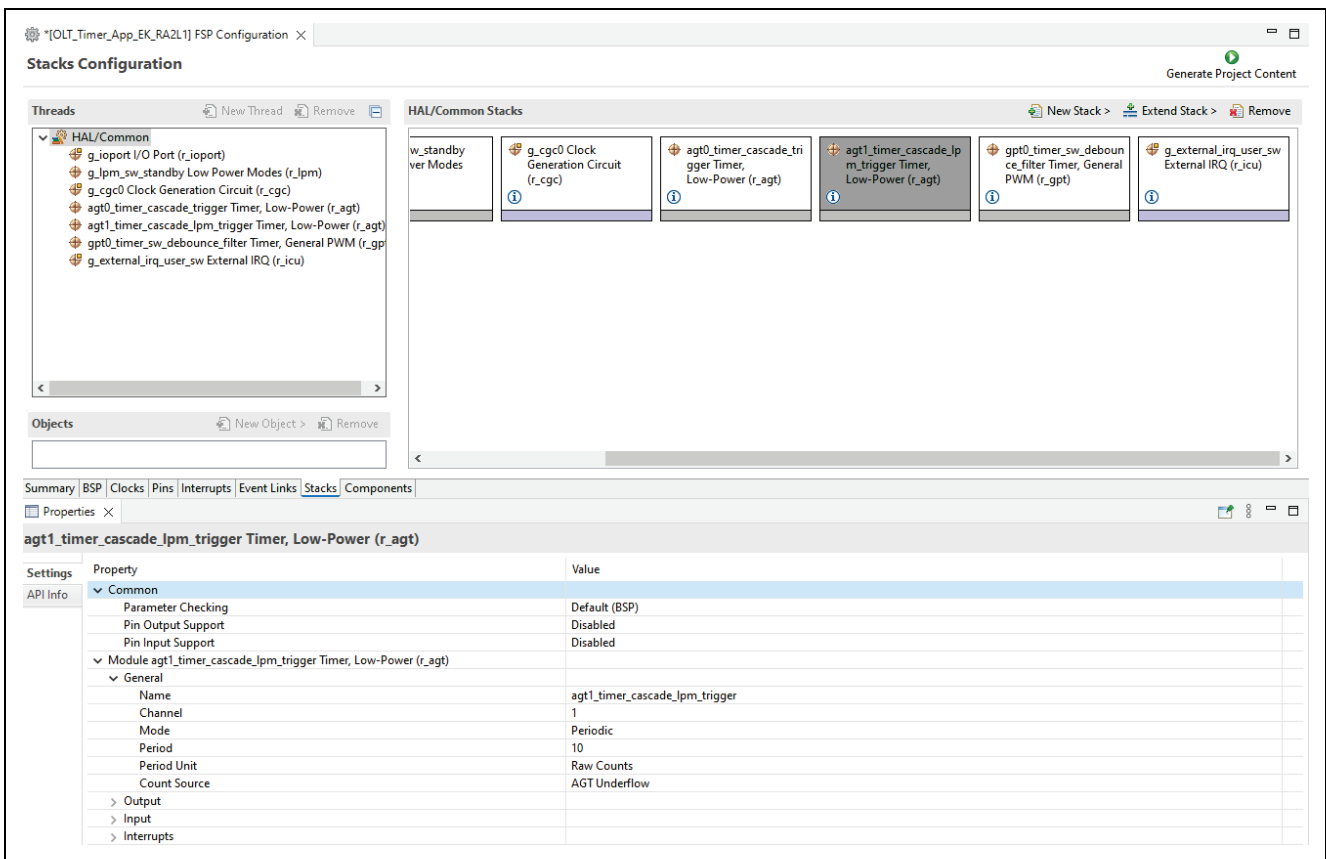 *[OLT_Timer_App_EK_RA2L1] FSP Configuration
Stacks Configuration
Generate Project Content
Threads
New Thread
Remove
HAL/Common
g_ioport I/O Port (r_ioport)
g_lpm_sw_standby Low Power Modes (r_lpm)
g_cgc0 Clock Generation Circuit (r_cgc)
agt0_timer_cascade_trigger Timer, Low-Power (r_agt)
agt1_timer_cascade_lpm_trigger Timer, Low-Power (r_agt)
gpt0_timer_sw_debounce_filter Timer, General PWM (r_gp
g_external_irq_user_sw External IRQ (r_icu)
Objects
New Object >
Remove
HAL/Common Stacks
New Stack >
Extend Stack >
Remove
w_standby
ver Modes
g_cgc0 Clock
Generation Circuit
(r_cgc)
agt0_timer_cascade_tri
gger Timer,
Low-Power (r_agt)
agt1_timer_cascade_lp
m_trigger Timer,
Low-Power (r_agt)
gpt0_timer_sw_deboun
ce_filter Timer, General
PWM (r_gpt)
g_external_irq_user_sw
External IRQ (r_icu)
Summary BSP Clocks Pins Interrupts Event Links Stacks Components
Properties
agt1_timer_cascade_lpm_trigger Timer, Low-Power (r_agt)
Settings
API Info
Property Value
Common
Parameter Checking Default (BSP)
Pin Output Support Disabled
Pin Input Support Disabled
Module agt1_timer_cascade_lpm_trigger Timer, Low-Power (r_agt)
General
Name agt1_timer_cascade_lpm_trigger
Channel 1
Mode Periodic
Period 10
Period Unit Raw Counts
Count Source AGT Underflow
Output
Input
Interrupts